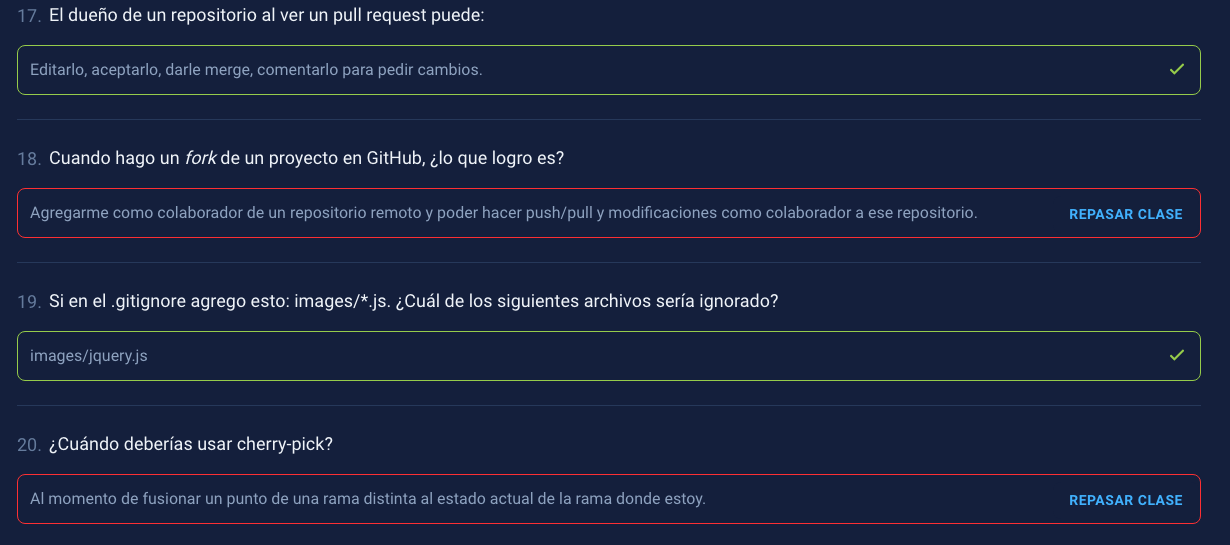 17. El dueño de un repositorio al ver un pull request puede:
Editarlo, aceptarlo, darle merge, comentarlo para pedir cambios.
18. Cuando hago un fork de un proyecto en GitHub, ¿lo que logro es?
Agregarme como colaborador de un repositorio remoto y poder hacer push/pull y modificaciones como colaborador a ese repositorio. REPASAR CLASE
19. Si en el .gitignore agrego esto: images/*.js. ¿Cuál de los siguientes archivos sería ignorado?
images/jquery.js
20. ¿Cuándo deberías usar cherry-pick?
Al momento de fusionar un punto de una rama distinta al estado actual de la rama donde estoy. REPASAR CLASE